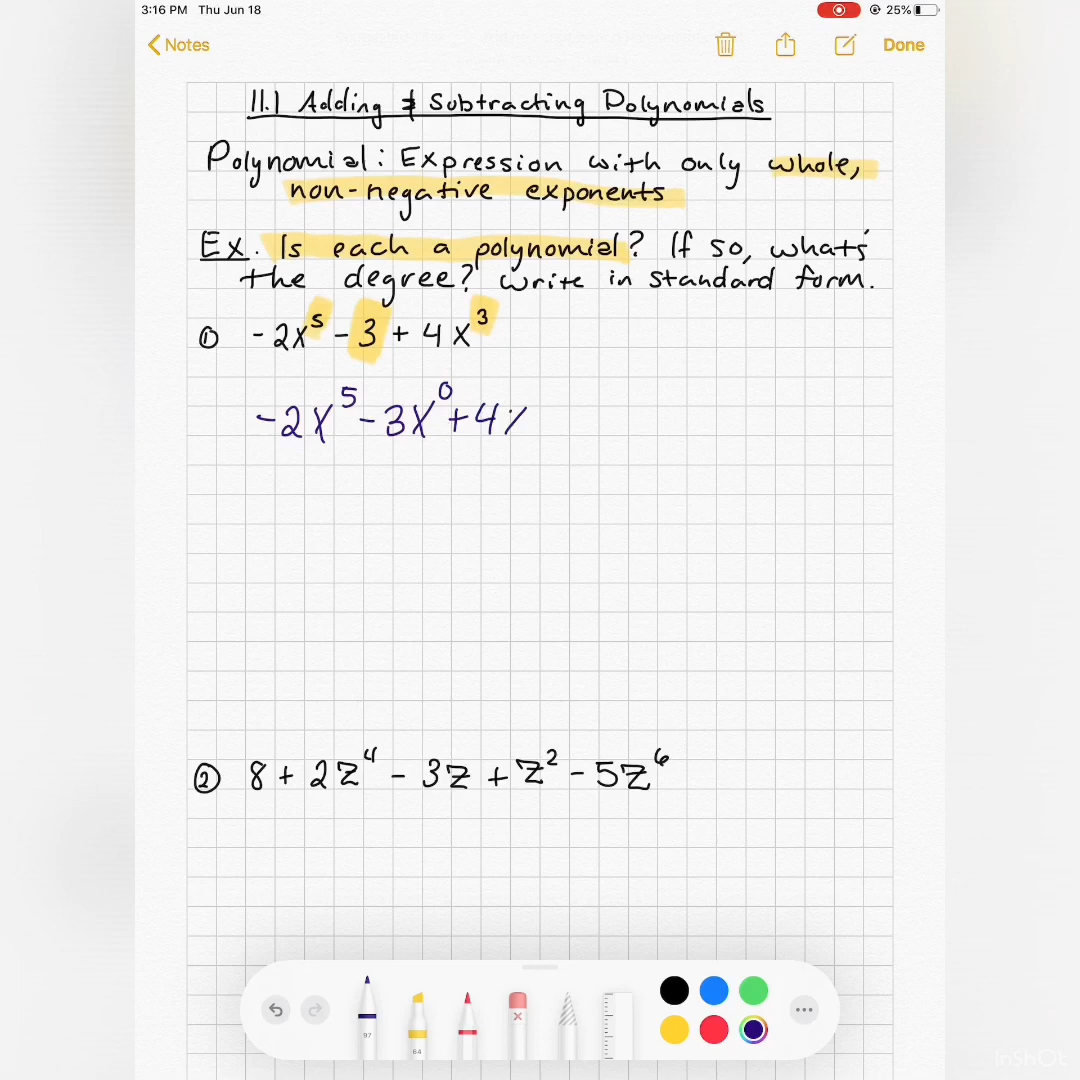 3:16 PM Thu Jun 18
25%
Notes
Done
11.1 Adding & Subtracting Polynomials
Polynomial: Expression with only whole,
non-negative exponents
Ex. Is each a polynomial? If so, what's
the degree? Write in standard form.
① -2x⁵ - 3 + 4x³
-2x⁵ - 3x⁰ + 4x
② 8 + 2z⁴ - 3z + z² - 5z⁶
97
64
InShOt